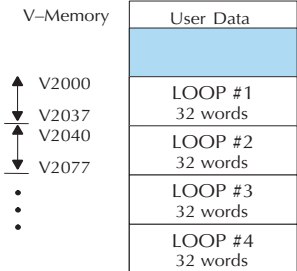 V–Memory
User Data
V2000
V2037
V2040
V2077
LOOP #1
32 words
LOOP #2
32 words
LOOP #3
32 words
LOOP #4
32 words